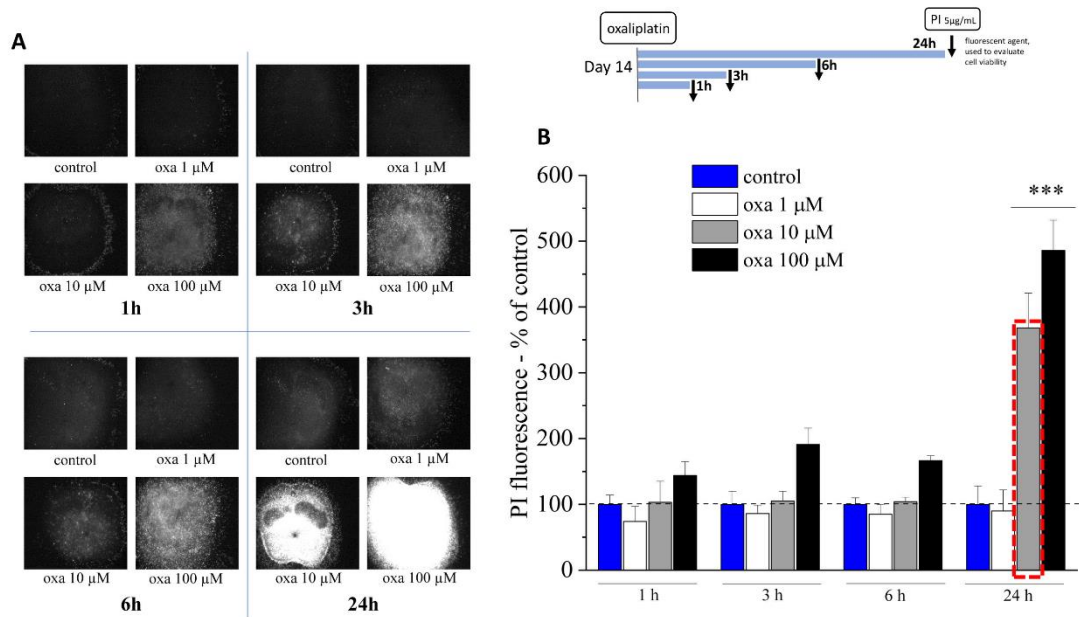 A
control
oxa 1 μM
control
oxa 1 μM
oxa 10 μM
oxa 100 μM
oxa 10 μM
oxa 100 μM
1h
3h
control
oxa 1 μM
control
oxa 1 μM
oxa 10 μM
oxa 100 μM
oxa 10 μM
oxa 100 μM
6h
24h
oxaliplatin
PI 5μg/mL
Day 14
24h
6h
3h
1h
fluorescent agent,
used to evaluate
cell viability
B
PI fluorescence - % of control
600
500
400
300
200
100
0
control
oxa 1 μM
oxa 10 μM
oxa 100 μM
***
1 h
3 h
6 h
24 h